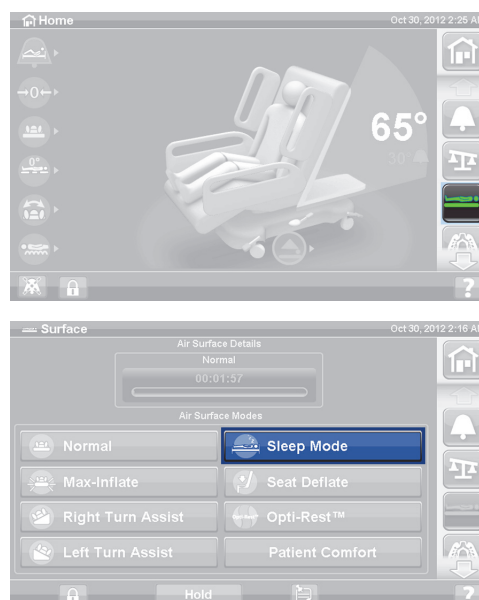 Home Oct 30, 2012 2:25 A
65°
30
0
0°
?
Surface Oct 30, 2012 2:16 A
Air Surface Details
Normal
00:01:57
Air Surface Modes
Normal Sleep Mode
Max-Inflate Seat Deflate
Right Turn Assist Opti-Rest™
Left Turn Assist Patient Comfort
Hold
?